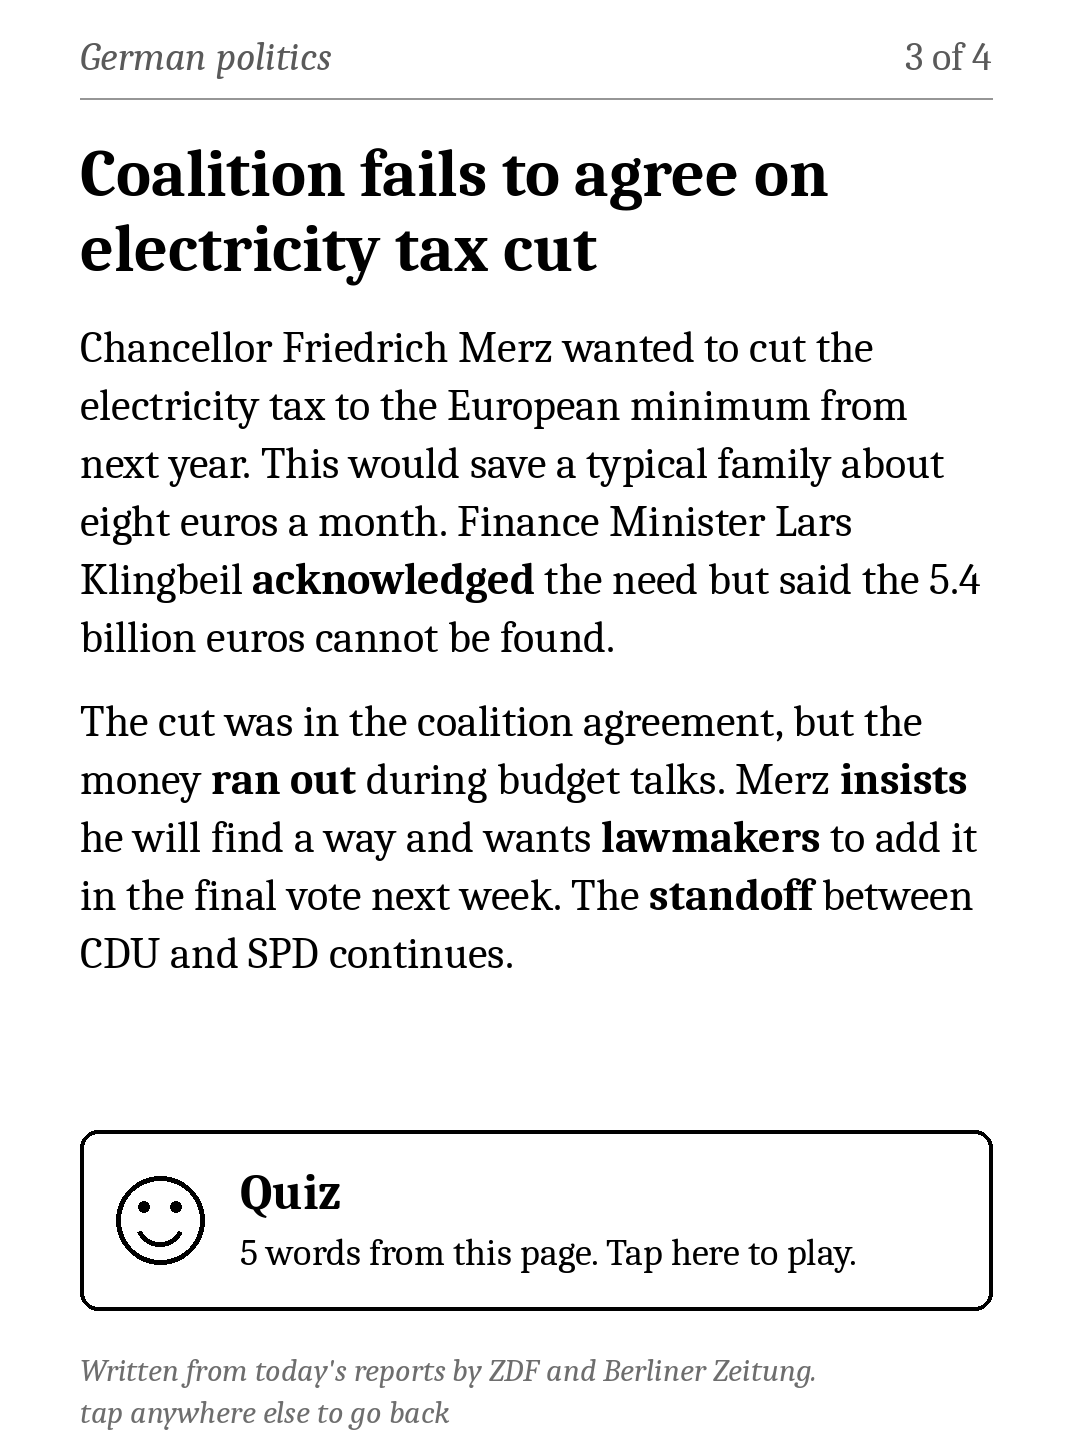 German politics
3 of 4
Coalition fails to agree on
electricity tax cut
Chancellor Friedrich Merz wanted to cut the
electricity tax to the European minimum from
next year. This would save a typical family about
eight euros a month. Finance Minister Lars
Klingbeil acknowledged the need but said the 5.4
billion euros cannot be found.
The cut was in the coalition agreement, but the
money ran out during budget talks. Merz insists
he will find a way and wants lawmakers to add it
in the final vote next week. The standoff between
CDU and SPD continues.
Quiz
5 words from this page. Tap here to play.
Written from today's reports by ZDF and Berliner Zeitung.
tap anywhere else to go back